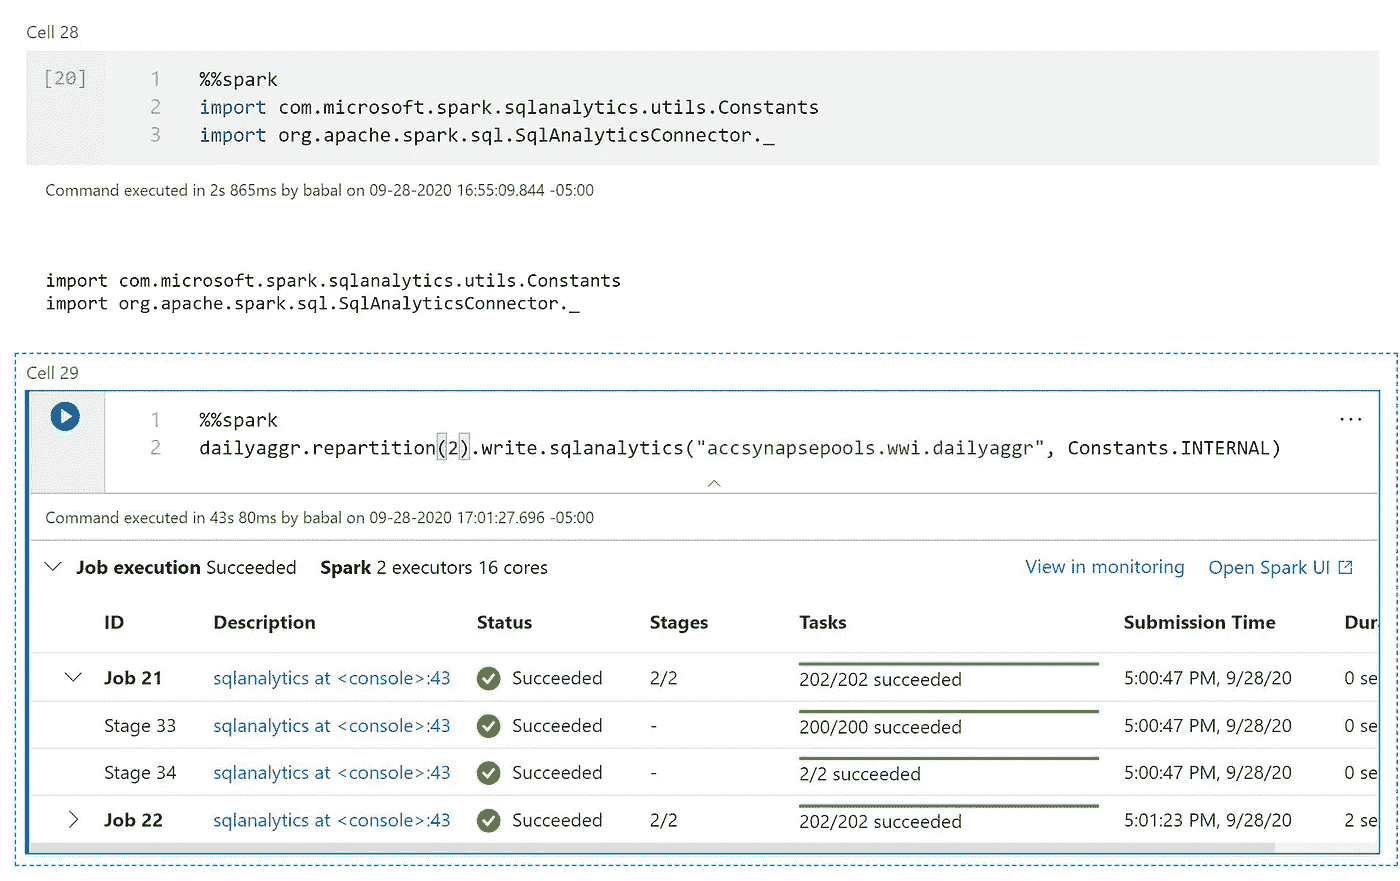 Cell 28
[20]
1 %%spark
2 import com.microsoft.spark.sqlanalytics.utils.Constants
3 import org.apache.spark.sql.SqlAnalyticsConnector._
Command executed in 2s 865ms by babal on 09-28-2020 16:55:09.844 -05:00
import com.microsoft.spark.sqlanalytics.utils.Constants
import org.apache.spark.sql.SqlAnalyticsConnector._
Cell 29
1 %%spark
...
2 dailyaggr.repartition(2).write.sqlanalytics("accsynapsepools.wwi.dailyaggr", Constants.INTERNAL)
Command executed in 43s 80ms by babal on 09-28-2020 17:01:27.696 -05:00
Job execution Succeeded Spark 2 executors 16 cores View in monitoring Open Spark UI
ID Description Status Stages Tasks Submission Time Dur
Job 21 sqlanalytics at <console>:43 Succeeded 2/2 202/202 succeeded 5:00:47 PM, 9/28/20 0 se
Stage 33 sqlanalytics at <console>:43 Succeeded - 200/200 succeeded 5:00:47 PM, 9/28/20 0 se
Stage 34 sqlanalytics at <console>:43 Succeeded - 2/2 succeeded 5:00:47 PM, 9/28/20 0 se
Job 22 sqlanalytics at <console>:43 Succeeded 2/2 202/202 succeeded 5:01:23 PM, 9/28/20 2 se